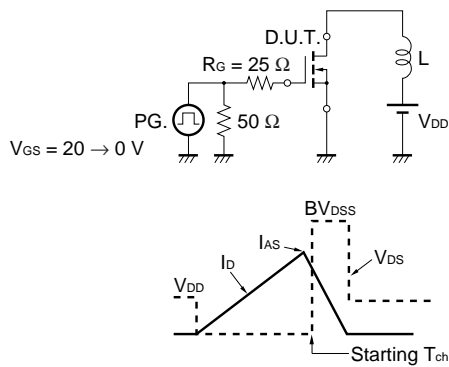 D.U.T.
RG = 25 Ω
L
PG.
50 Ω
VDD
VGS = 20 → 0 V
BVDSS
IAS
ID
VDS
VDD
Starting Tch